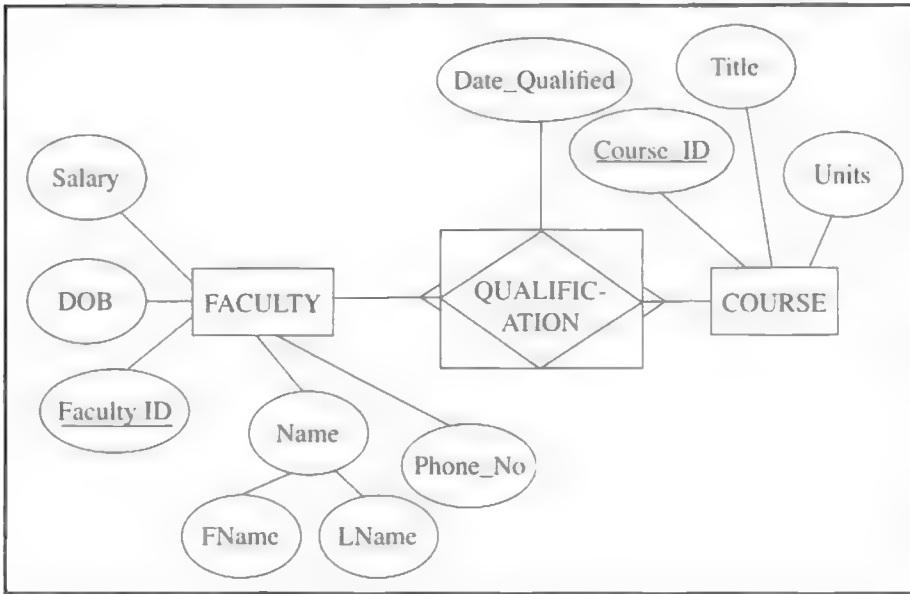 Title
Date_Qualified
Course_ID
Salary
Units
DOB
FACULTY
QUALIFIC-
ATION
COURSE
Faculty ID
Name
Phone_No
FName
LName